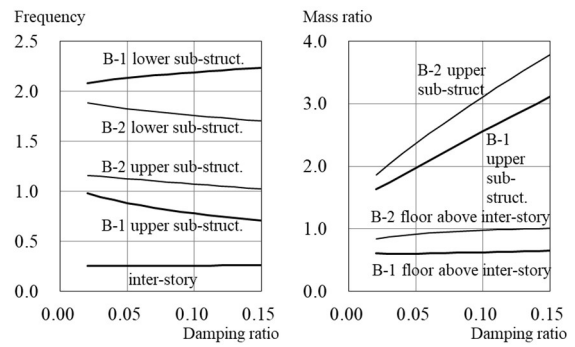 Frequency
2.5
2.0
1.5
1.0
0.5
0.0
B-1 lower sub-struct.
B-2 lower sub-struct.
B-2 upper sub-struct.
B-1 upper sub-struct.
inter-story
0.00 0.05 0.10 0.15
Damping ratio
Mass ratio
4.0
3.0
2.0
1.0
0.0
B-2 upper
sub-struct
B-1
upper
sub-
struct.
B-2 floor above inter-story
B-1 floor above inter-story
0.00 0.05 0.10 0.15
Damping ratio